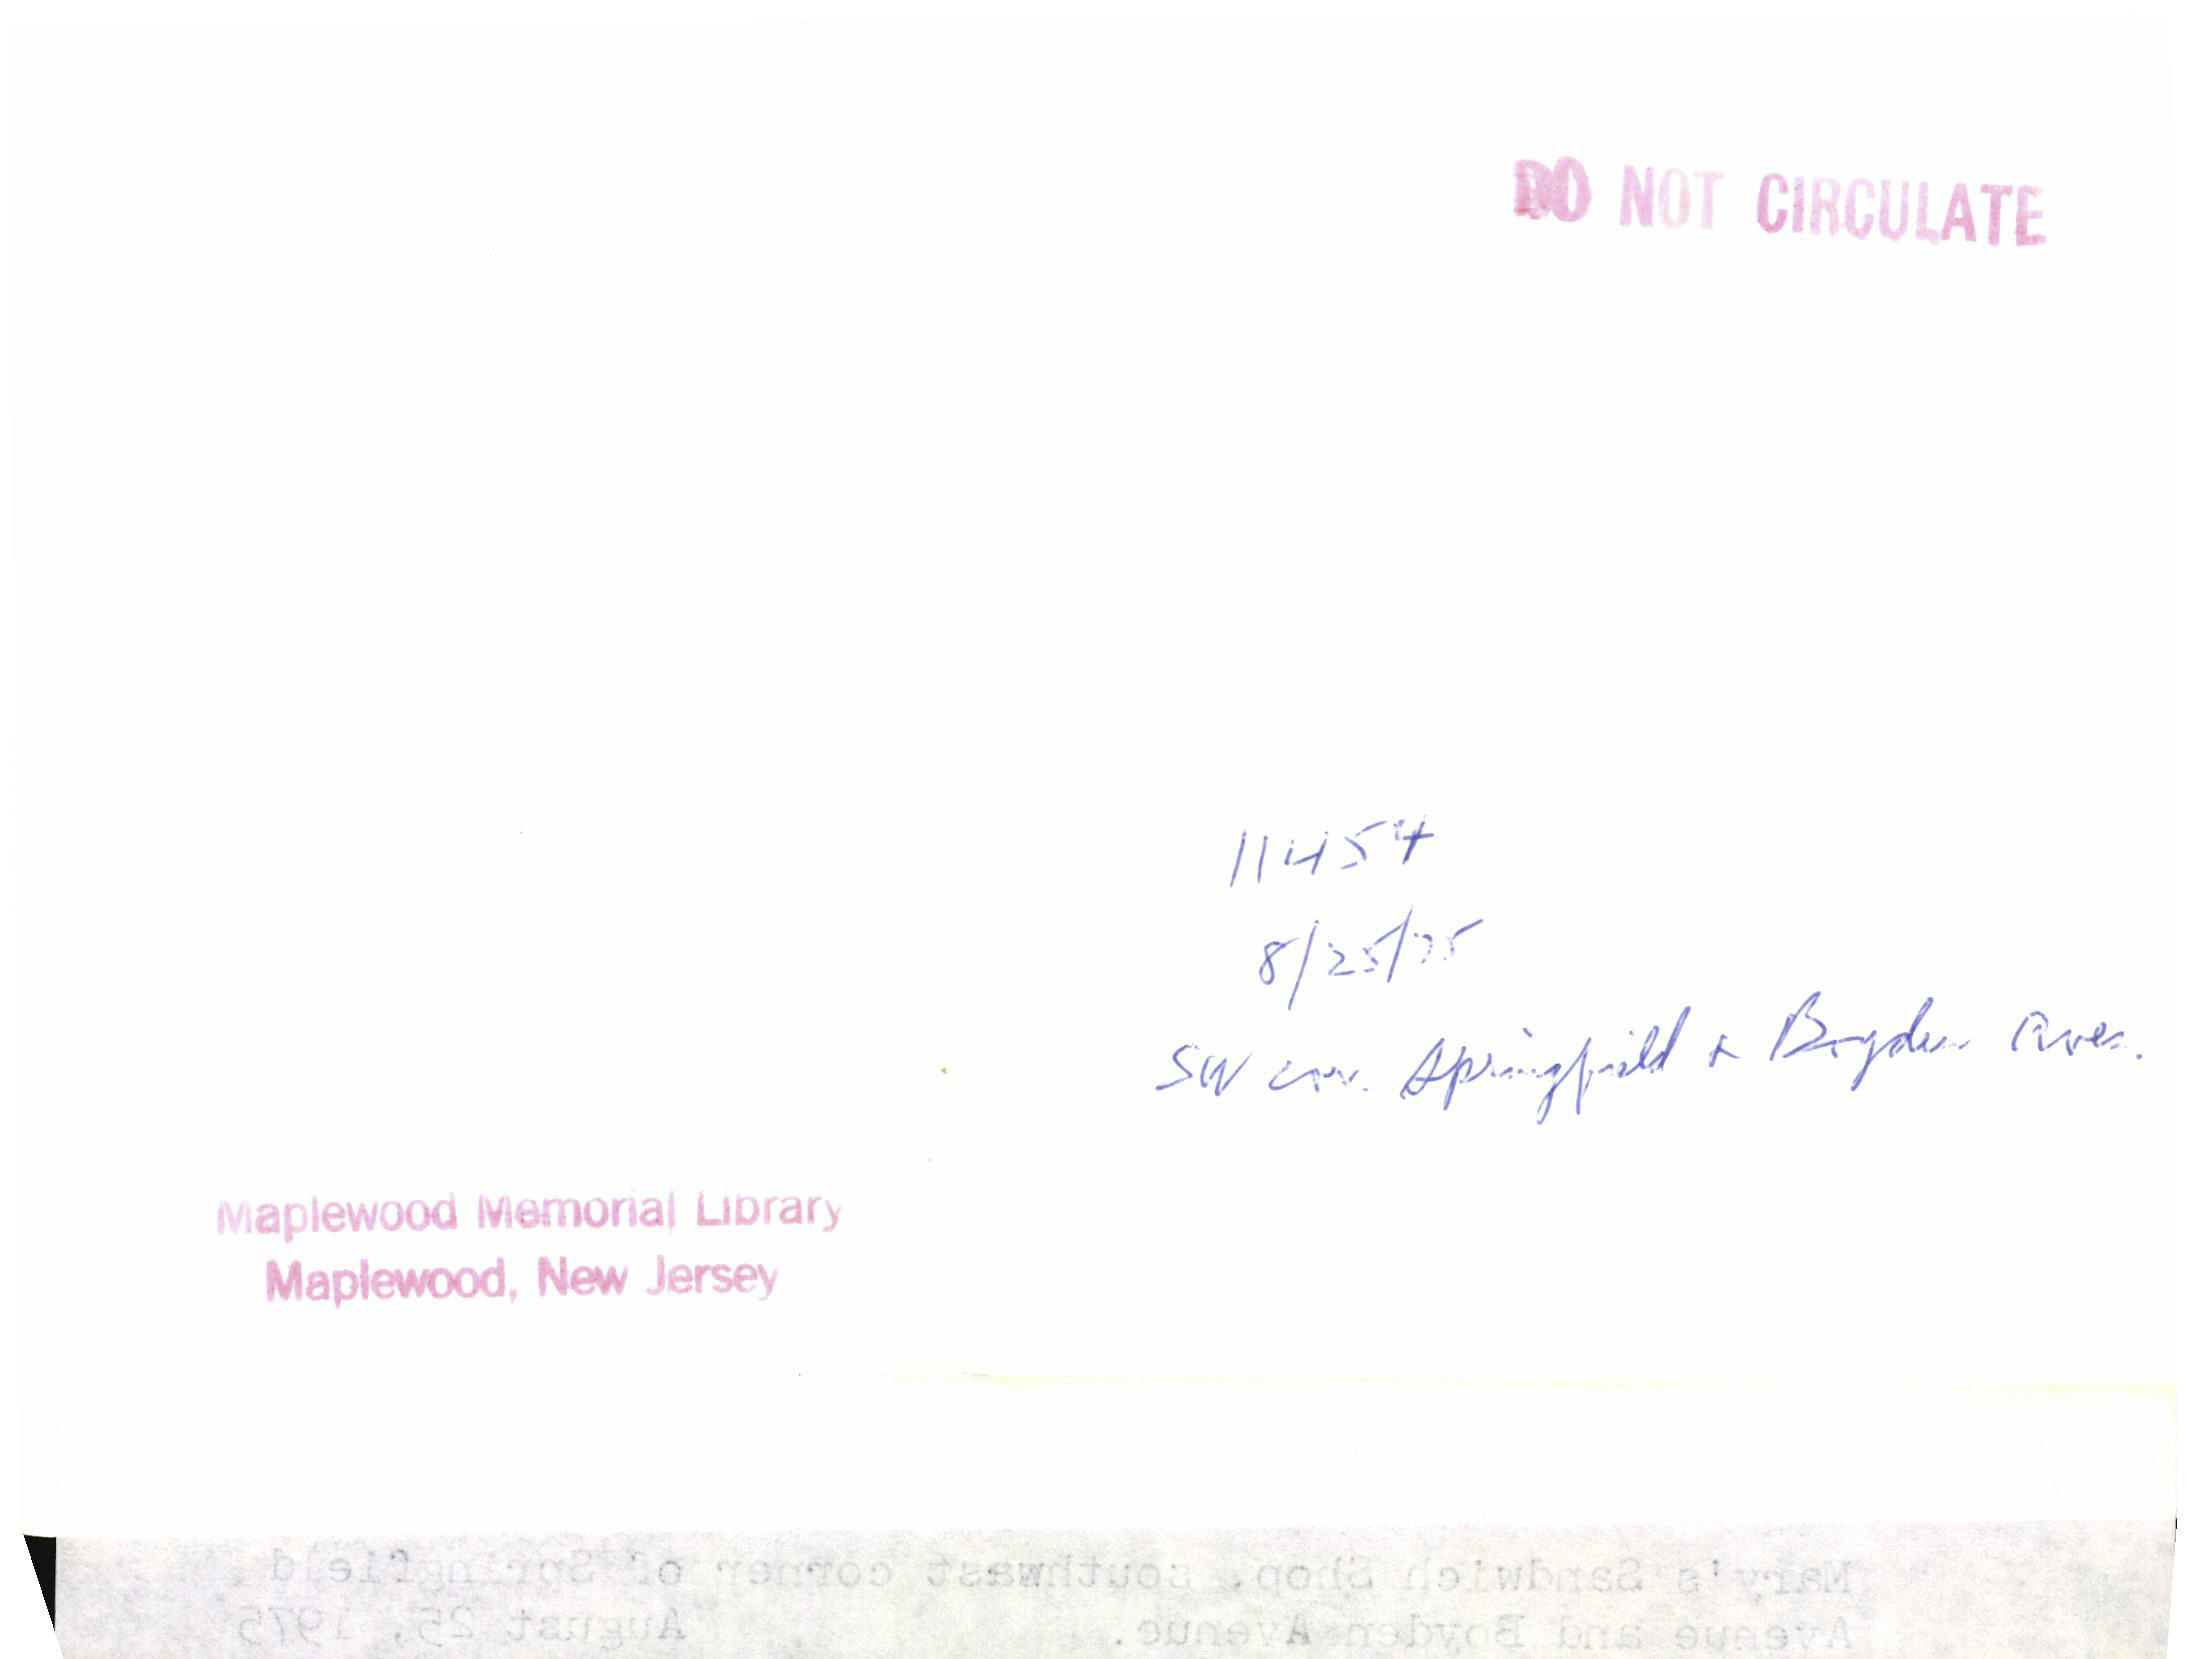 DO NOT CIRCULATE
11454
8/25/75
SW cor. Springfield & Boyden Aves.
Maplewood Memorial Library
Maplewood, New Jersey
Mary's Sandwich Shop, southwast corner of Springfield
Avenue and Boyden Avenue. August 25, 1975